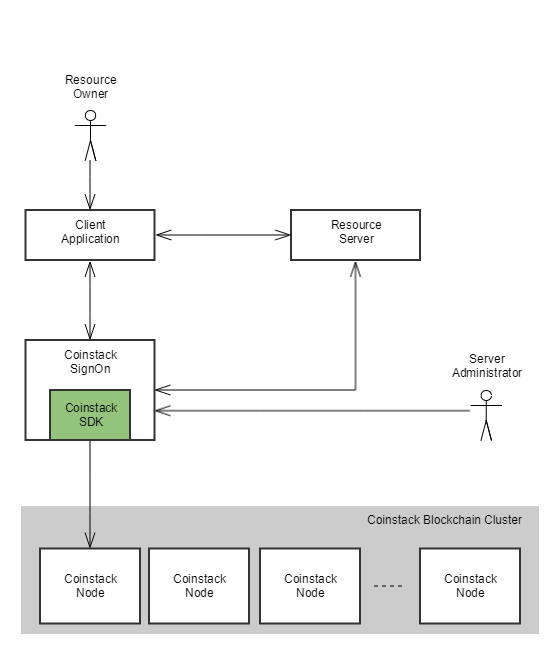 Resource
Owner
Client
Application
Resource
Server
Coinstack
SignOn
Coinstack
SDK
Server
Administrator
Coinstack Blockchain Cluster
Coinstack
Node
Coinstack
Node
Coinstack
Node
Coinstack
Node